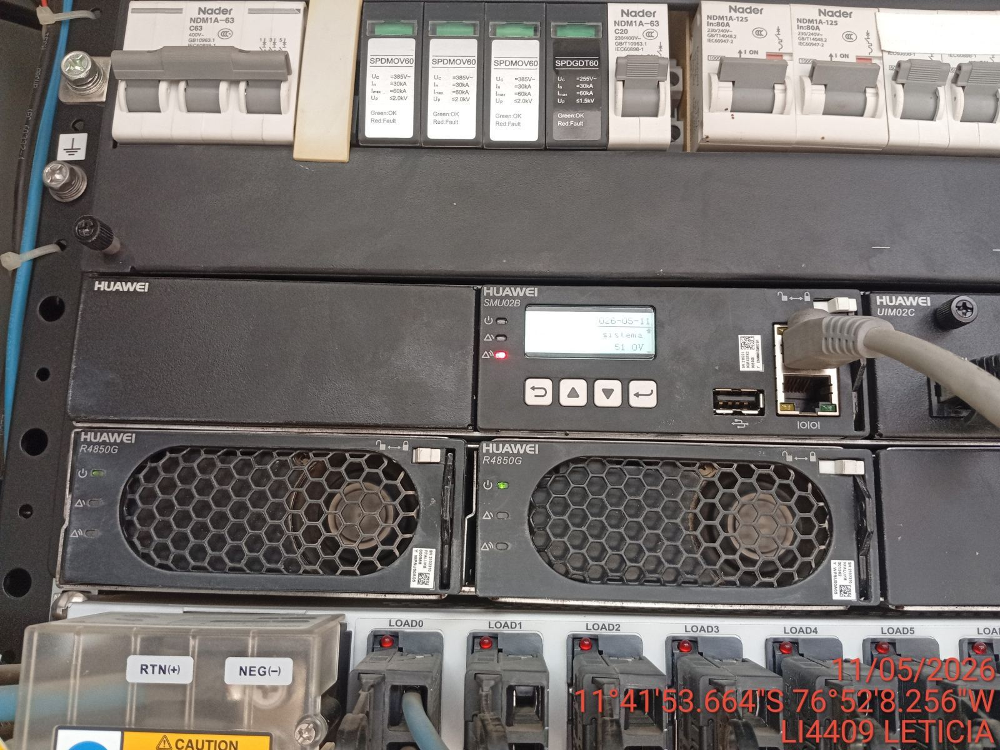 Nader
NDM1A-63
C63
400V~
GB10963.1
IEC60898-1
SPDMOV60
Uc =385V~
In =30kA
Imax =60kA
Up ≤2.0kV
Green:OK
Red:Fault
SPDMOV60
Uc =385V~
In =30kA
Imax =60kA
Up ≤2.0kV
Green:OK
Red:Fault
SPDMOV60
Uc =385V~
In =30kA
Imax =60kA
Up ≤2.0kV
Green:OK
Red:Fault
SPDGDT60
Uc =255V~
In =30kA
Imax =60kA
Up ≤1.5kV
Green:OK
Red:Fault
Nader
NDM1A-63
C20
230/400V~
GB/T10963.1
IEC60898-1
Nader
NDM1A-125
In:80A
230/240V~
GB/T14048.2
IEC60947-2
I ON
Nader
NDM1A-125
In:80A
230/240V~
GB/T14048.2
IEC60947-2
I ON
HUAWEI
HUAWEI
SMU02B
026-05-11
sistema
51 0V
IOIOI
HUAWEI
UIM02C
HUAWEI
R4850G
HUAWEI
R4850G
LOAD0
LOAD1
LOAD2
LOAD3
LOAD4
LOAD5
RTN(+)
NEG(−)
CAUTION
11/05/2026
11°41'53.664"S 76°52'8.256"W
LI4409 LETICIA